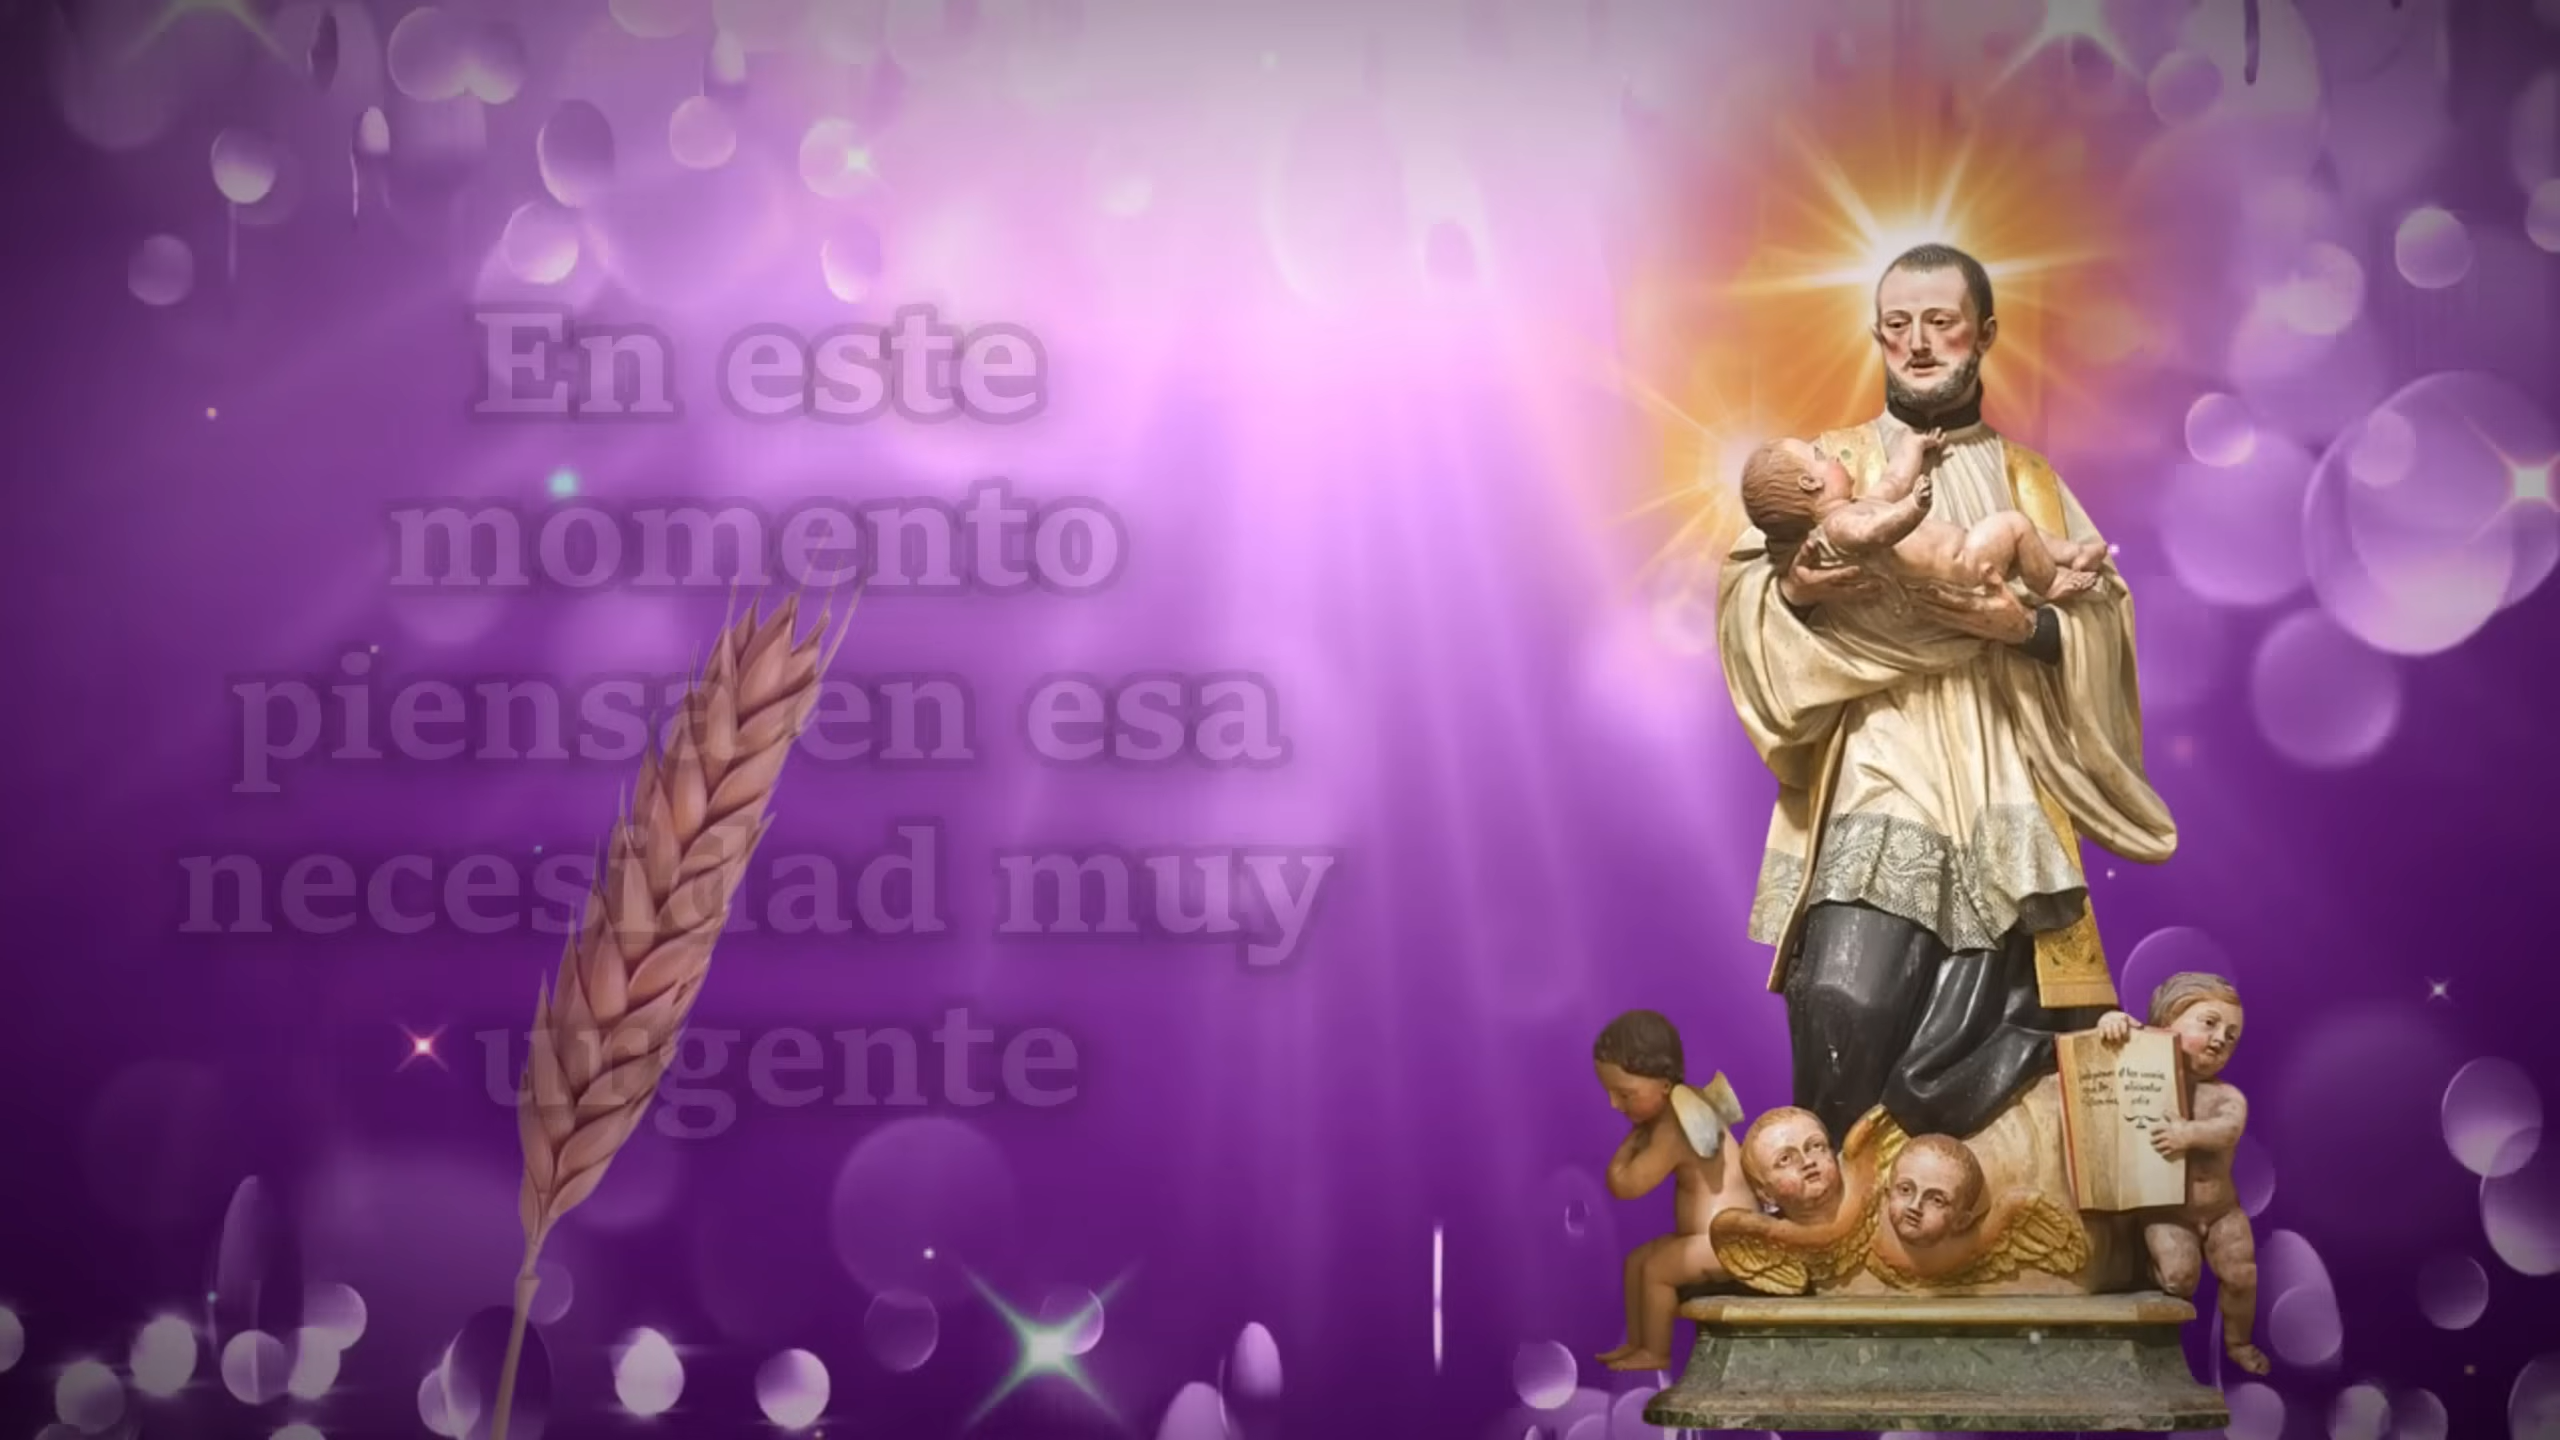 En este
momento
piensa en esa
necesidad muy
urgente